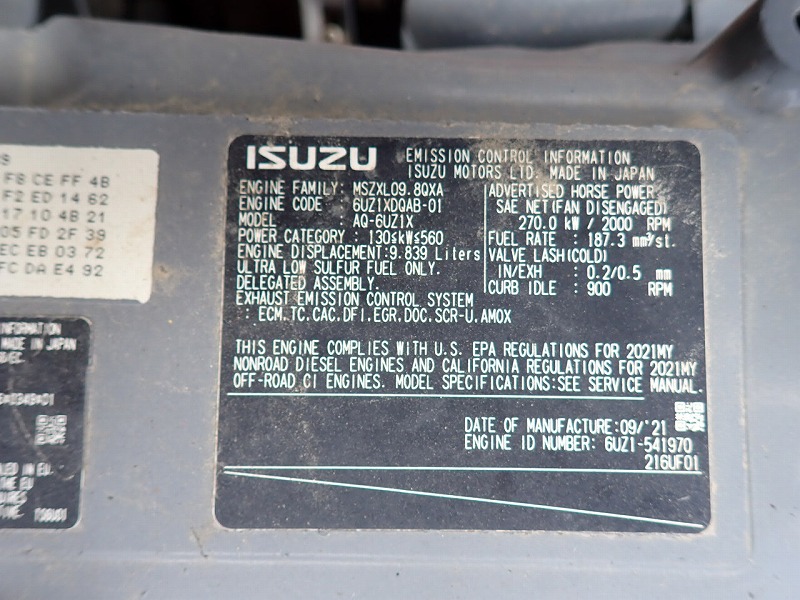 F8 CE FF 4B
F2 ED 14 62
17 10 4B 21
05 FD 2F 39
EC EB 03 72
FC DA E4 92
INFORMATION
MADE IN JAPAN
ISUZU
EMISSION CONTROL INFORMATION
ISUZU MOTORS LTD. MADE IN JAPAN
ENGINE FAMILY: MSZXL09.8QXA
ENGINE CODE : 6UZ1XDQAB-01
MODEL : AQ-6UZ1X
POWER CATEGORY : 130≤kW≤560
ENGINE DISPLACEMENT: 9.839 Liters
ULTRA LOW SULFUR FUEL ONLY.
DELEGATED ASSEMBLY.
EXHAUST EMISSION CONTROL SYSTEM
: ECM.TC.CAC.DFI.EGR.DOC.SCR-U.AMOX
ADVERTISED HORSE POWER
SAE NET(FAN DISENGAGED)
270.0 kW / 2000 RPM
FUEL RATE : 187.3 mm³/st.
VALVE LASH(COLD)
IN/EXH : 0.2/0.5 mm
CURB IDLE : 900 RPM
THIS ENGINE COMPLIES WITH U.S. EPA REGULATIONS FOR 2021MY
NONROAD DIESEL ENGINES AND CALIFORNIA REGULATIONS FOR 2021MY
OFF-ROAD CI ENGINES. MODEL SPECIFICATION:SEE SERVICE MANUAL.
DATE OF MANUFACTURE:09/'21
ENGINE ID NUMBER: 6UZ1-541970
216UF01